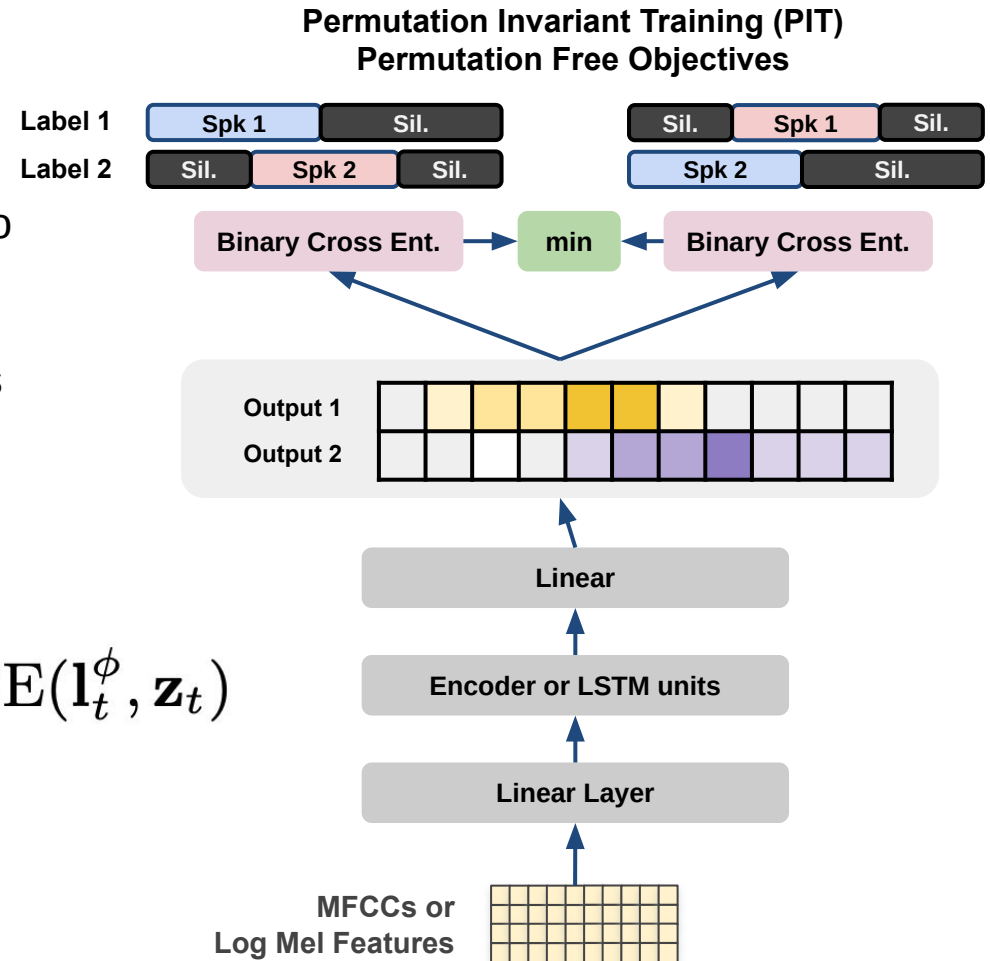 Permutation Invariant Training (PIT)
Permutation Free Objectives
Label 1 Spk 1 Sil. Sil. Spk 1 Sil.
Label 2 Sil. Spk 2 Sil. Spk 2 Sil.
Binary Cross Ent. min Binary Cross Ent.
Output 1
Output 2
Linear
E(𝐥ₜ^ϕ, 𝐳ₜ)
Encoder or LSTM units
Linear Layer
MFCCs or
Log Mel Features